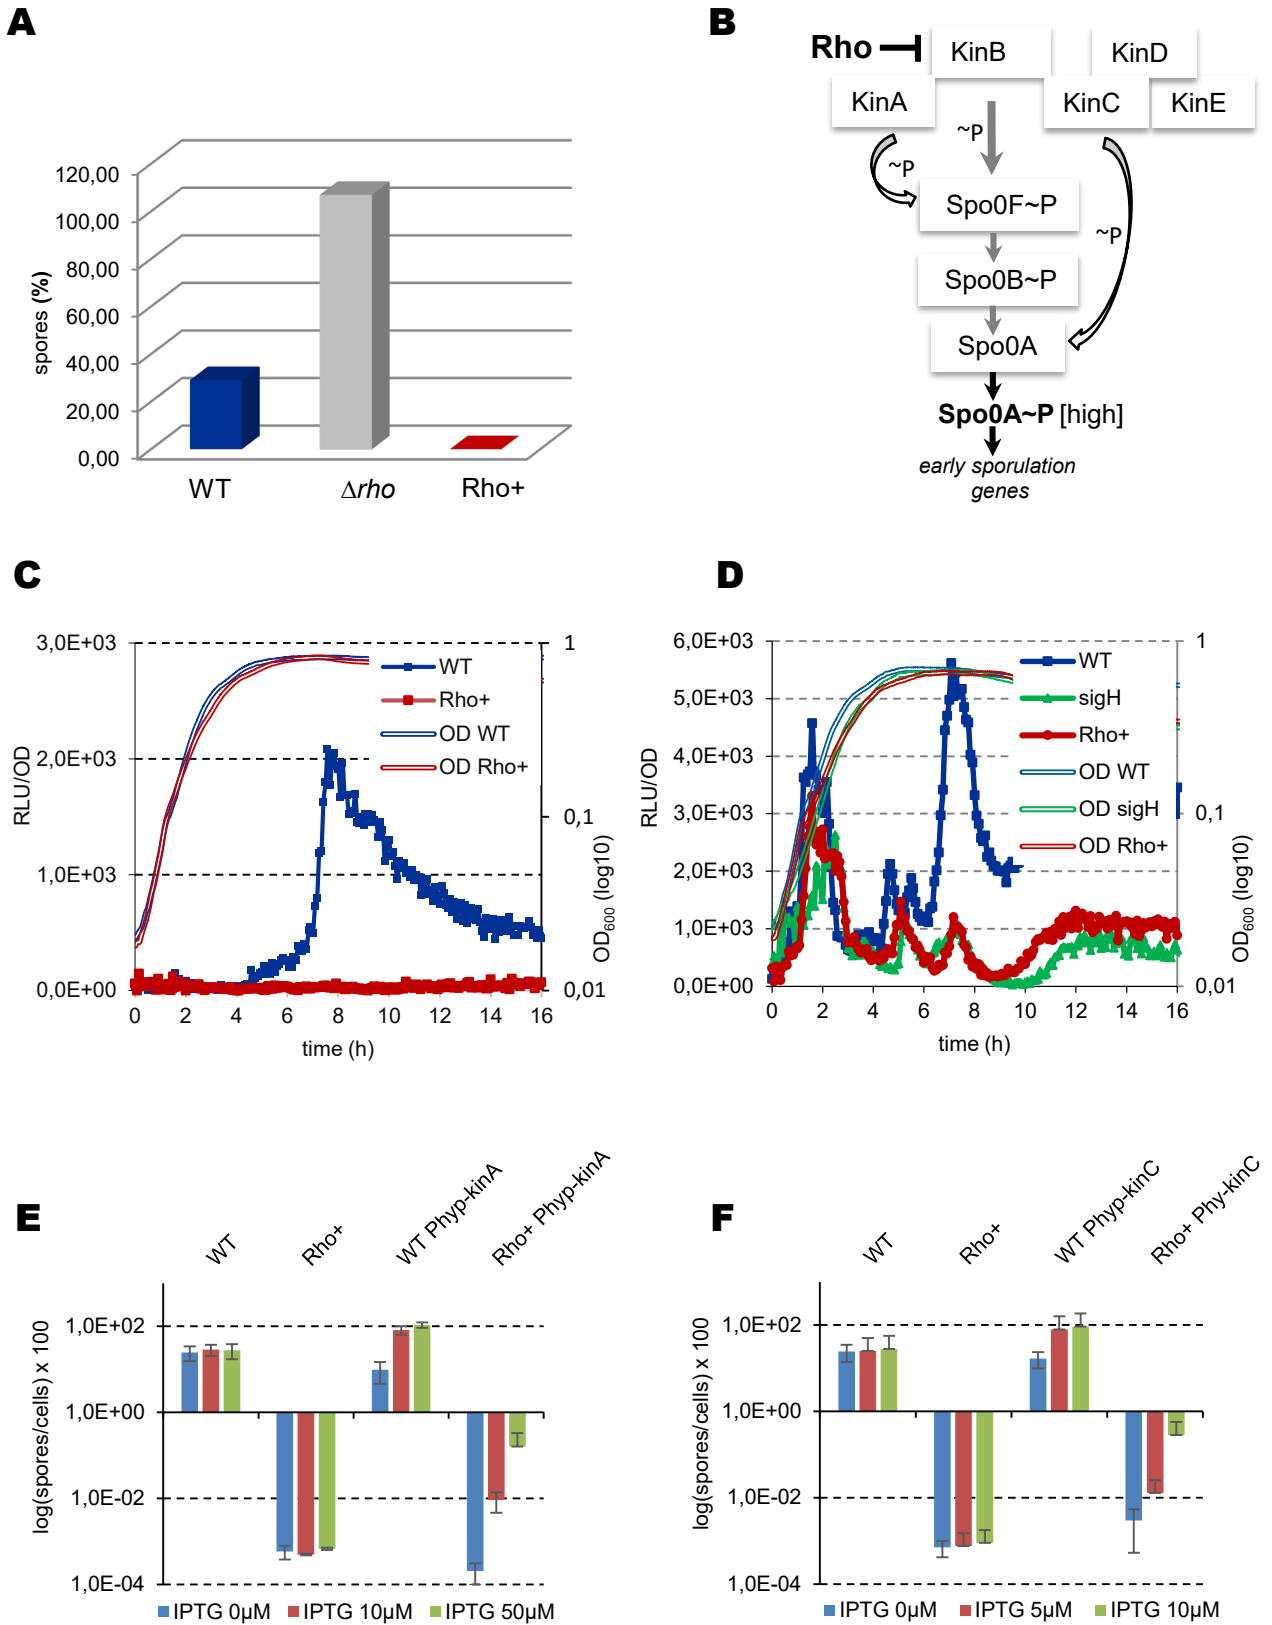 A
120,00
100,00
80,00
60,00
40,00
20,00
0,00
spores (%)
WT
Δrho
Rho+
B
Rho
KinB
KinD
KinA
KinC
KinE
~P
~P
~P
Spo0F~P
Spo0B~P
Spo0A
Spo0A~P [high]
early sporulation
genes
C
3,0E+03
2,0E+03
1,0E+03
0,0E+00
RLU/OD
WT
Rho+
OD WT
OD Rho+
1
0,1
0,01
OD600 (log10)
0 2 4 6 8 10 12 14 16
time (h)
D
6,0E+03
5,0E+03
4,0E+03
3,0E+03
2,0E+03
1,0E+03
0,0E+00
RLU/OD
WT
sigH
Rho+
OD WT
OD sigH
OD Rho+
1
0,1
0,01
OD600 (log10)
0 2 4 6 8 10 12 14 16
time (h)
E
WT
Rho+
WT Phyp-kinA
Rho+ Phyp-kinA
1,0E+02
1,0E+00
1,0E-02
1,0E-04
log(spores/cells) x 100
IPTG 0µM IPTG 10µM IPTG 50µM
F
WT
Rho+
WT Phyp-kinC
Rho+ Phy-kinC
1,0E+02
1,0E+00
1,0E-02
1,0E-04
log(spores/cells) x 100
IPTG 0µM IPTG 5µM IPTG 10µM